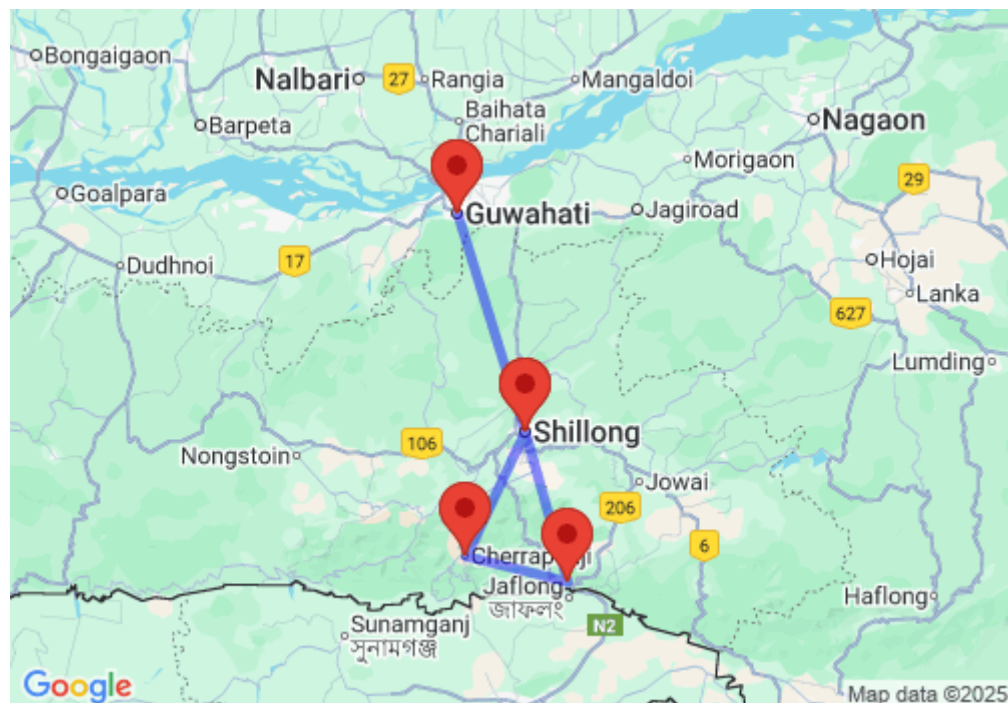 Bongaigaon
Nalbari
27
Rangia
Mangaldoi
Barpeta
Baihata
Chariali
Nagaon
Morigaon
Goalpara
Guwahati
Jagiroad
29
Dudhnoi
17
Hojai
Lanka
627
Lumding
Shillong
106
Nongstoin
Jowai
206
6
Jaflong
জাফলং
Haflong
N2
Sunamganj
সুনামগঞ্জ
Google
Map data ©2025